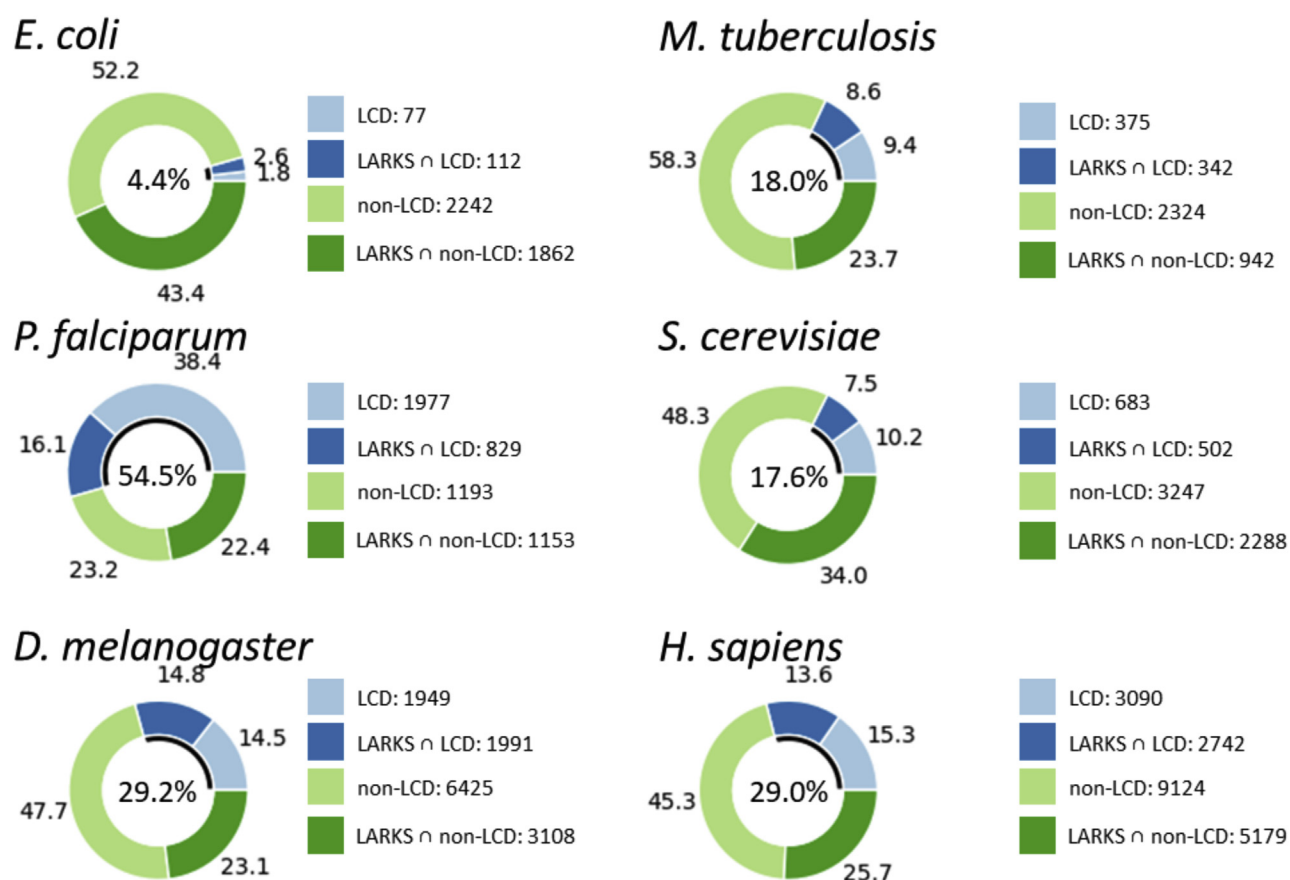 E. coli
52.2
2.6
1.8
4.4%
43.4
LCD: 77
LARKS ∩ LCD: 112
non-LCD: 2242
LARKS ∩ non-LCD: 1862
M. tuberculosis
8.6
9.4
58.3
18.0%
23.7
LCD: 375
LARKS ∩ LCD: 342
non-LCD: 2324
LARKS ∩ non-LCD: 942
P. falciparum
38.4
16.1
54.5%
22.4
23.2
LCD: 1977
LARKS ∩ LCD: 829
non-LCD: 1193
LARKS ∩ non-LCD: 1153
S. cerevisiae
7.5
48.3
10.2
17.6%
34.0
LCD: 683
LARKS ∩ LCD: 502
non-LCD: 3247
LARKS ∩ non-LCD: 2288
D. melanogaster
14.8
14.5
29.2%
47.7
23.1
LCD: 1949
LARKS ∩ LCD: 1991
non-LCD: 6425
LARKS ∩ non-LCD: 3108
H. sapiens
13.6
15.3
29.0%
45.3
25.7
LCD: 3090
LARKS ∩ LCD: 2742
non-LCD: 9124
LARKS ∩ non-LCD: 5179